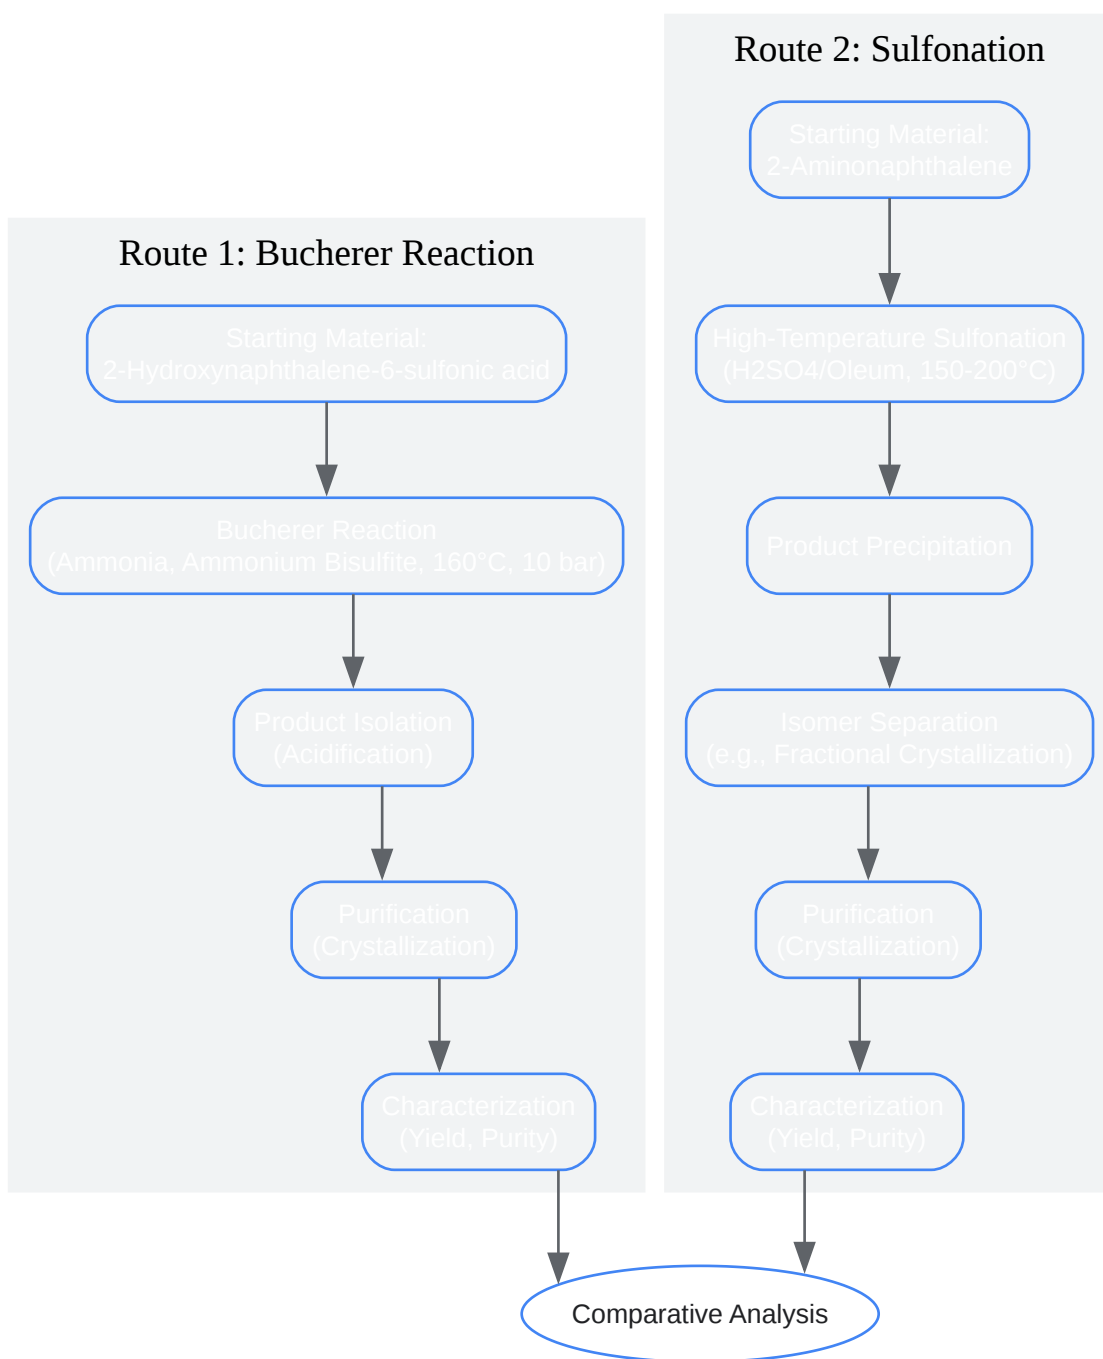 Route 2: Sulfonation
Starting Material:
2-Aminonaphthalene
High-Temperature Sulfonation
(H2SO4/Oleum, 150-200°C)
Product Precipitation
Isomer Separation
(e.g., Fractional Crystallization)
Purification
(Crystallization)
Characterization
(Yield, Purity)
Route 1: Bucherer Reaction
Starting Material:
2-Hydroxynaphthalene-6-sulfonic acid
Bucherer Reaction
(Ammonia, Ammonium Bisulfite, 160°C, 10 bar)
Product Isolation
(Acidification)
Purification
(Crystallization)
Characterization
(Yield, Purity)
Comparative Analysis